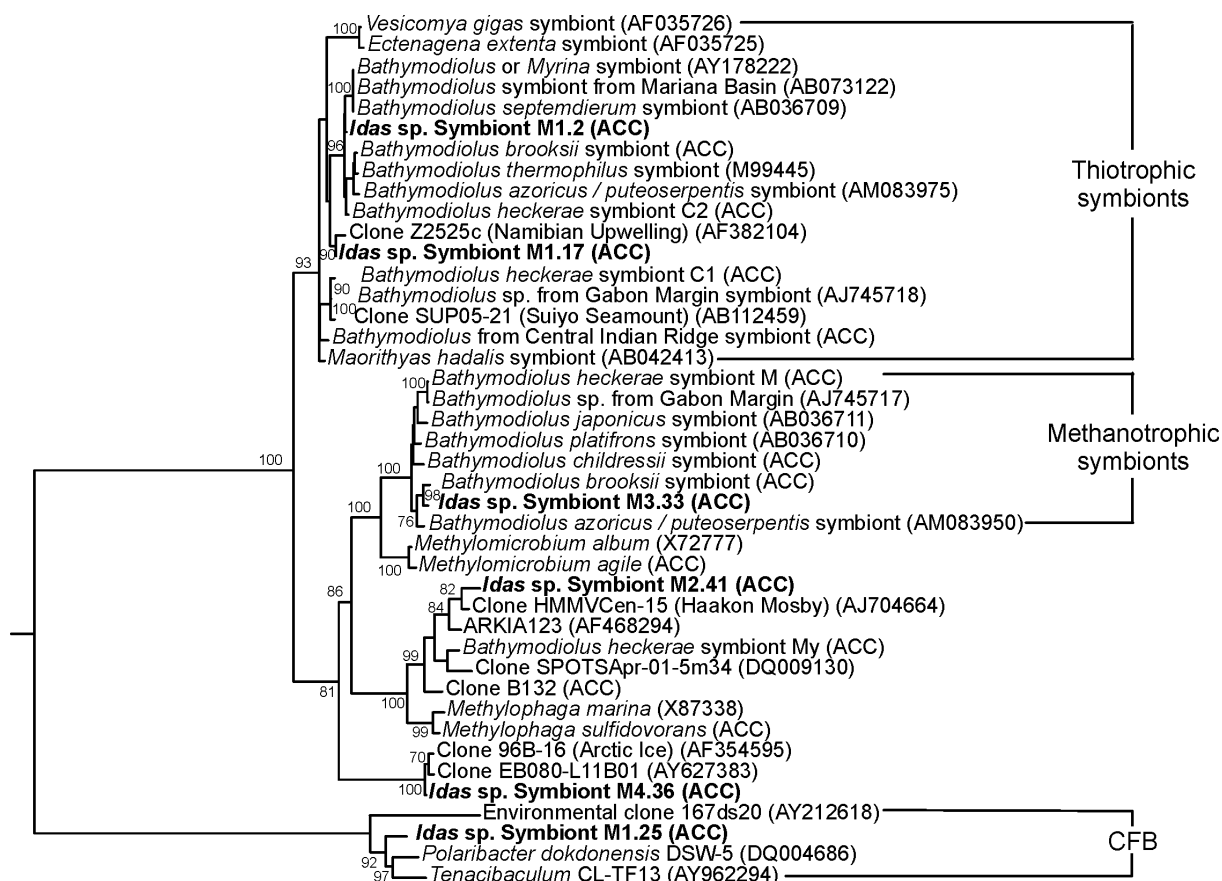 100
Vesicomya gigas symbiont (AF035726)
Ectenagena extenta symbiont (AF035725)
Bathymodiolus or Myrina symbiont (AY178222)
100
Bathymodiolus symbiont from Mariana Basin (AB073122)
Bathymodiolus septemdierum symbiont (AB036709)
Idas sp. Symbiont M1.2 (ACC)
96
Bathymodiolus brooksii symbiont (ACC)
Bathymodiolus thermophilus symbiont (M99445)
Bathymodiolus azoricus / puteoserpentis symbiont (AM083975)
Bathymodiolus heckerae symbiont C2 (ACC)
Clone Z2525c (Namibian Upwelling) (AF382104)
90
Idas sp. Symbiont M1.17 (ACC)
93
Bathymodiolus heckerae symbiont C1 (ACC)
90
Bathymodiolus sp. from Gabon Margin symbiont (AJ745718)
100
Clone SUP05-21 (Suiyo Seamount) (AB112459)
Bathymodiolus from Central Indian Ridge symbiont (ACC)
Maorithyas hadalis symbiont (AB042413)
Thiotrophic
symbionts
100
Bathymodiolus heckerae symbiont M (ACC)
Bathymodiolus sp. from Gabon Margin (AJ745717)
Bathymodiolus japonicus symbiont (AB036711)
Bathymodiolus platifrons symbiont (AB036710)
100
100
Bathymodiolus childressii symbiont (ACC)
Bathymodiolus brooksii symbiont (ACC)
98
Idas sp. Symbiont M3.33 (ACC)
100
76
Bathymodiolus azoricus / puteoserpentis symbiont (AM083950)
Methanotrophic
symbionts
Methylomicrobium album (X72777)
100
Methylomicrobium agile (ACC)
86
82
Idas sp. Symbiont M2.41 (ACC)
84
Clone HMMVCen-15 (Haakon Mosby) (AJ704664)
ARKIA123 (AF468294)
99
Bathymodiolus heckerae symbiont My (ACC)
Clone SPOTSApr-01-5m34 (DQ009130)
81
Clone B132 (ACC)
100
Methylophaga marina (X87338)
99
Methylophaga sulfidovorans (ACC)
Clone 96B-16 (Arctic Ice) (AF354595)
70
Clone EB080-L11B01 (AY627383)
100
Idas sp. Symbiont M4.36 (ACC)
Environmental clone 167ds20 (AY212618)
Idas sp. Symbiont M1.25 (ACC)
92
Polaribacter dokdonensis DSW-5 (DQ004686)
97
Tenacibaculum CL-TF13 (AY962294)
CFB